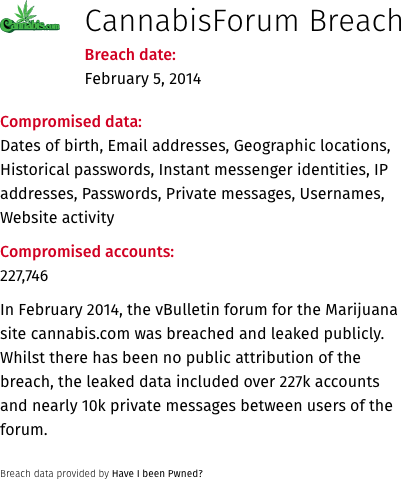 Cannabis.com
CannabisForum Breach
Breach date:
February 5, 2014
Compromised data:
Dates of birth, Email addresses, Geographic locations,
Historical passwords, Instant messenger identities, IP
addresses, Passwords, Private messages, Usernames,
Website activity
Compromised accounts:
227,746
In February 2014, the vBulletin forum for the Marijuana
site cannabis.com was breached and leaked publicly.
Whilst there has been no public attribution of the
breach, the leaked data included over 227k accounts
and nearly 10k private messages between users of the
forum.
Breach data provided by Have I been Pwned?